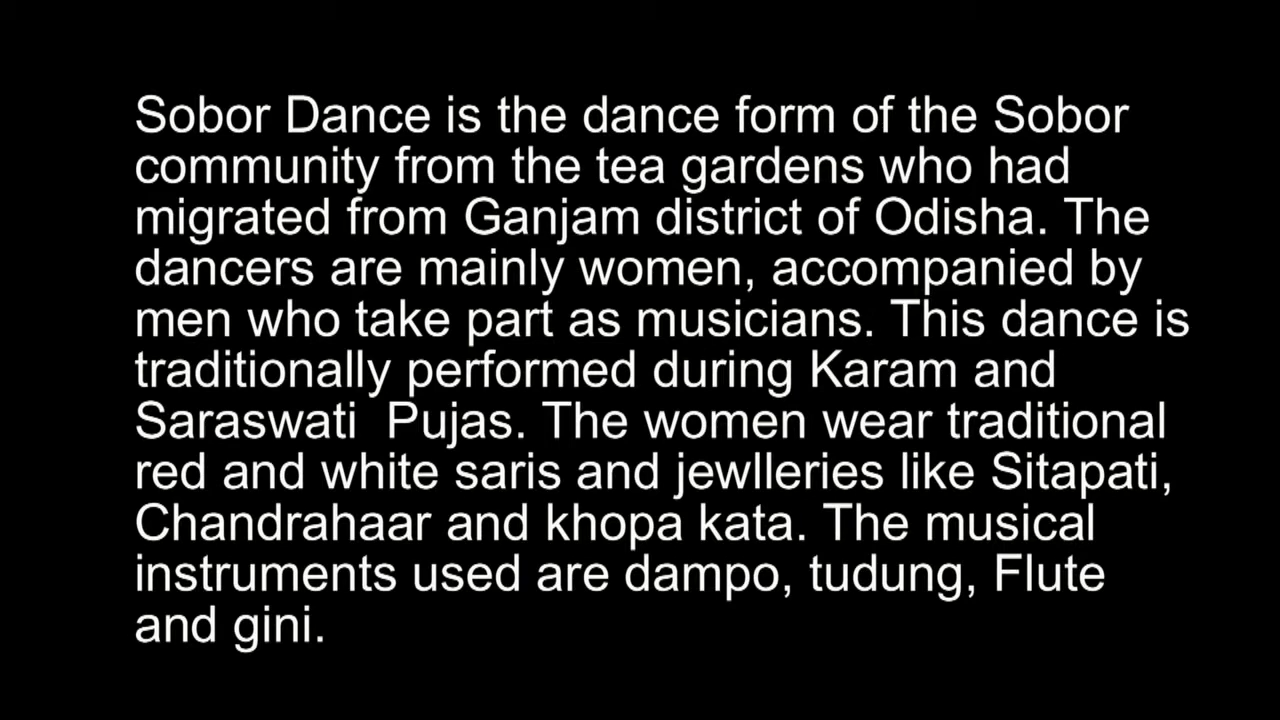 Sobor Dance is the dance form of the Sobor
community from the tea gardens who had
migrated from Ganjam district of Odisha. The
dancers are mainly women, accompanied by
men who take part as musicians. This dance is
traditionally performed during Karam and
Saraswati  Pujas. The women wear traditional
red and white saris and jewlleries like Sitapati,
Chandrahaar and khopa kata. The musical
instruments used are dampo, tudung, Flute
and gini.